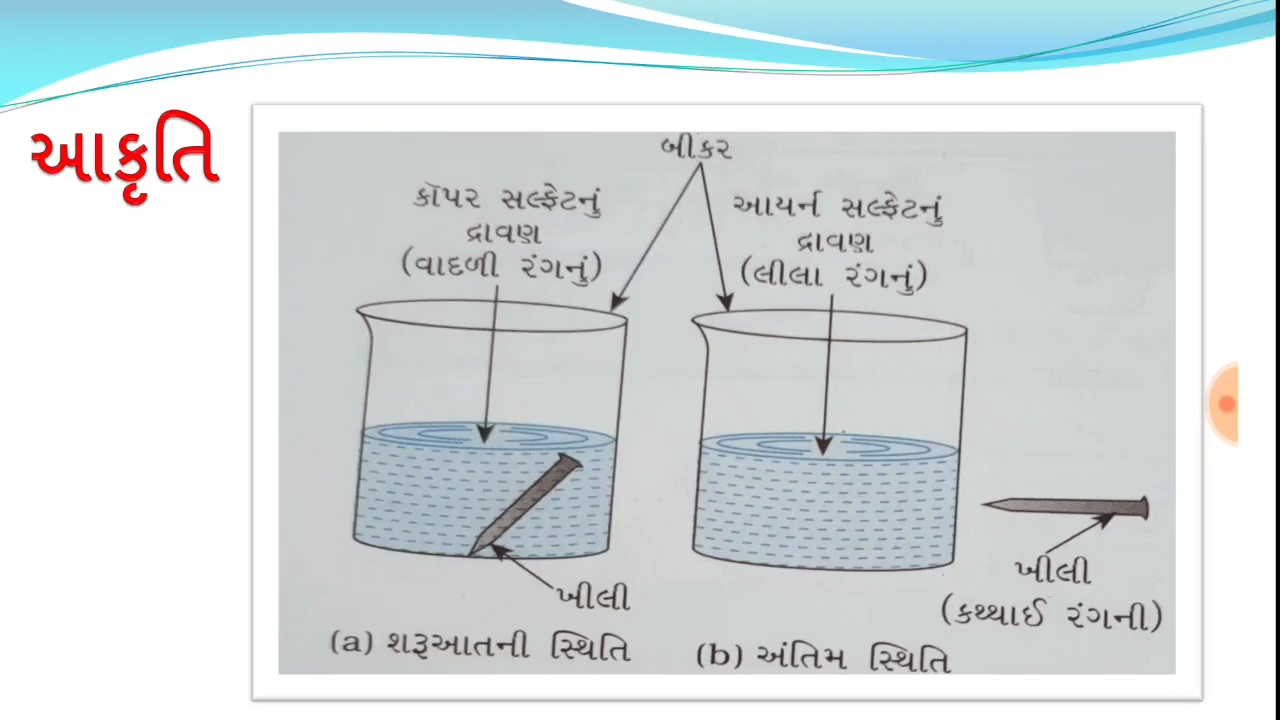 આકૃતિ
બીકર
કૉપર સલ્ફેટનું
દ્રાવણ
(વાદળી રંગનું)
આયર્ન સલ્ફેટનું
દ્રાવણ
(લીલા રંગનું)
ખીલી
ખીલી
(કથ્થાઈ રંગની)
(a) શરૂઆતની સ્થિતિ
(b) અંતિમ સ્થિતિ